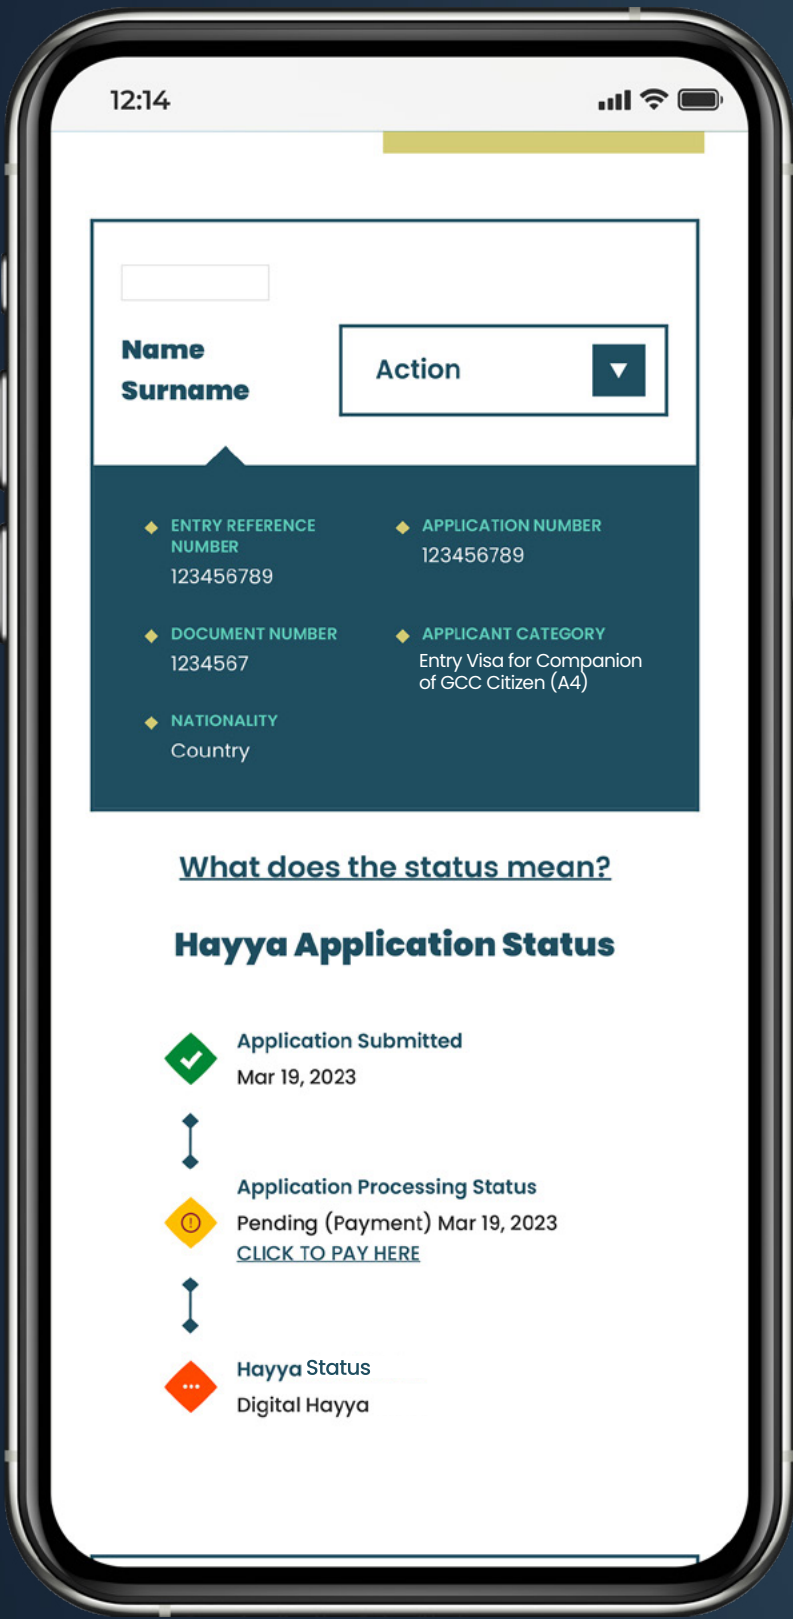 12:14
Name
Surname
Action
ENTRY REFERENCE
NUMBER
123456789
APPLICATION NUMBER
123456789
DOCUMENT NUMBER
1234567
APPLICANT CATEGORY
Entry Visa for Companion
of GCC Citizen (A4)
NATIONALITY
Country
What does the status mean?
Hayya Application Status
Application Submitted
Mar 19, 2023
Application Processing Status
Pending (Payment) Mar 19, 2023
CLICK TO PAY HERE
Hayya Status
Digital Hayya